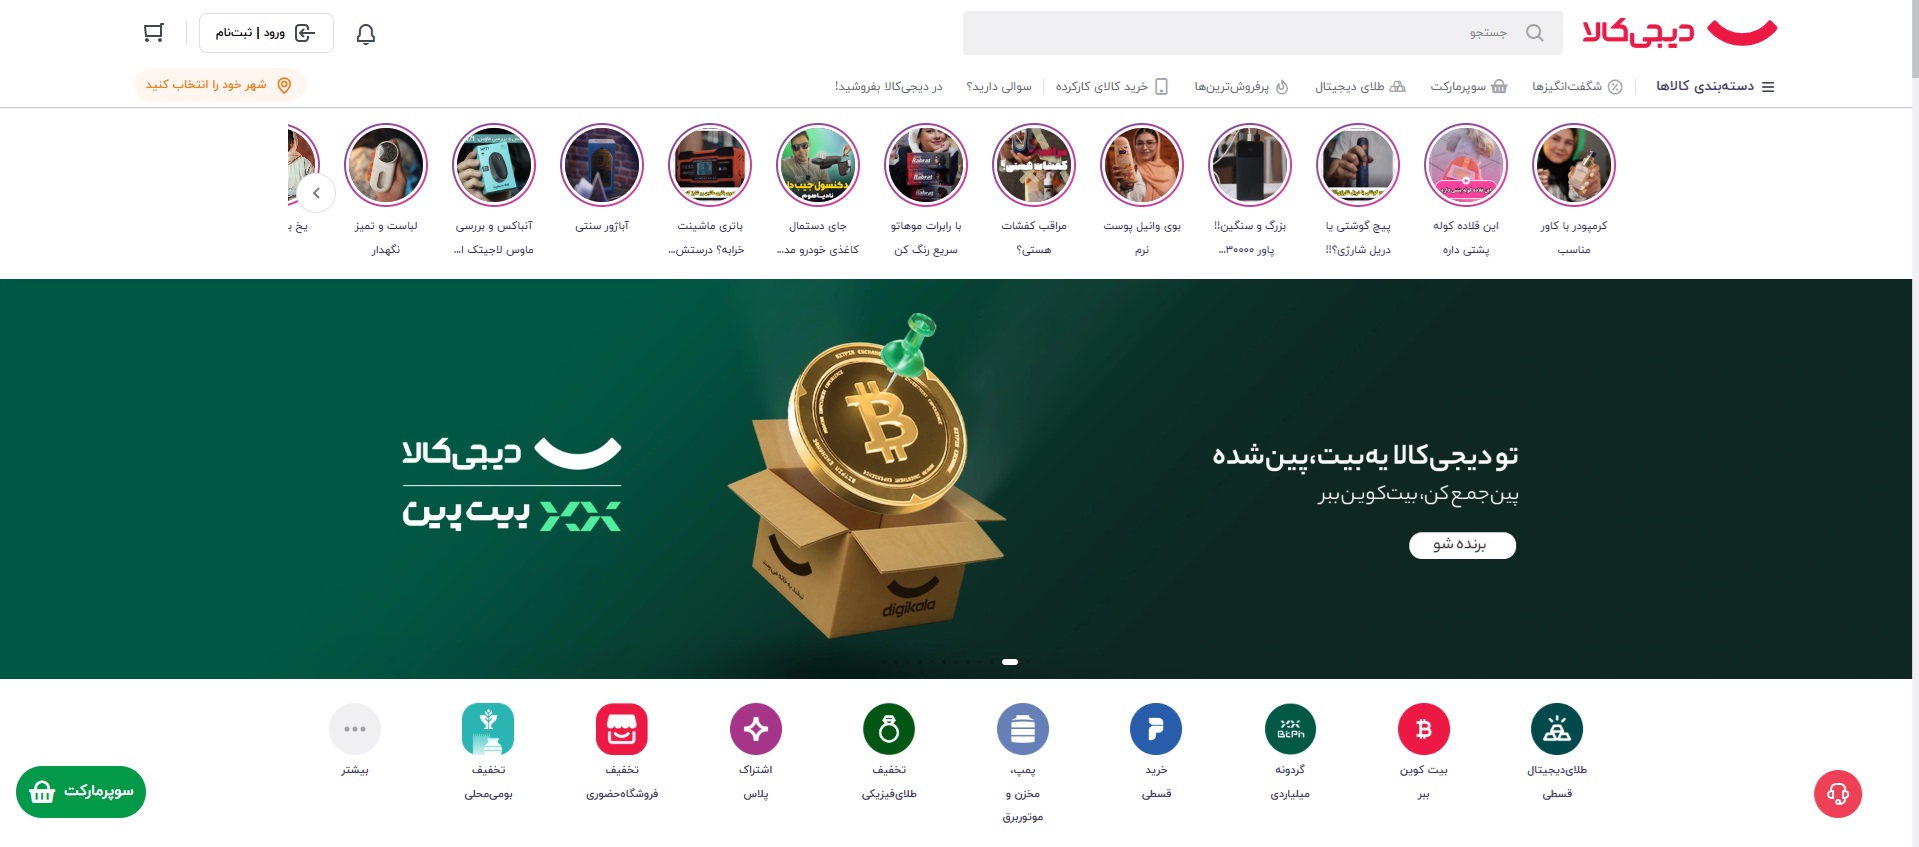 دیجی‌کالا
جستجو
ورود | ثبت‌نام
دسته‌بندی کالاها
شگفت‌انگیزها
سوپرمارکت
طلای دیجیتال
پرفروش‌ترین‌ها
خرید کالای کارکرده
سوالی دارید؟
در دیجی‌کالا بفروشید!
شهر خود را انتخاب کنید
کرمپودر با کاور
مناسب
این قلاده کوله
پشتی داره
پیچ گوشتی یا
دریل شارژی؟!!
بزرگ و سنگین!!
پاور ۳۰۰۰۰...
بوی وانیل پوست
نرم
مراقب کفشات
هستی؟
با رابرات موهاتو
سریع رنگ کن
جای دستمال
کاغذی خودرو مد...
باتری ماشینت
خرابه؟ درستش...
آباژور سنتی
آنباکس و بررسی
ماوس لاجیتک ا...
لباست و تمیز
نگهدار
یخ ب
تو دیجی‌کالا یه‌بیت،پین‌شده
پین‌جمع‌کن،بیت‌کوین‌ببر
برنده شو
digikala
دیجی‌کالا
بیت‌پین
طلای‌دیجیتال
قسطی
بیت کوین
ببر
BitPin
گردونه
میلیاردی
خرید
قسطی
پمپ،
مخزن و
موتوربرق
تخفیف
طلای‌فیزیکی
اشتراک
پلاس
تخفیف
فروشگاه‌حضوری
تخفیف
بومی‌محلی
بیشتر
سوپرمارکت